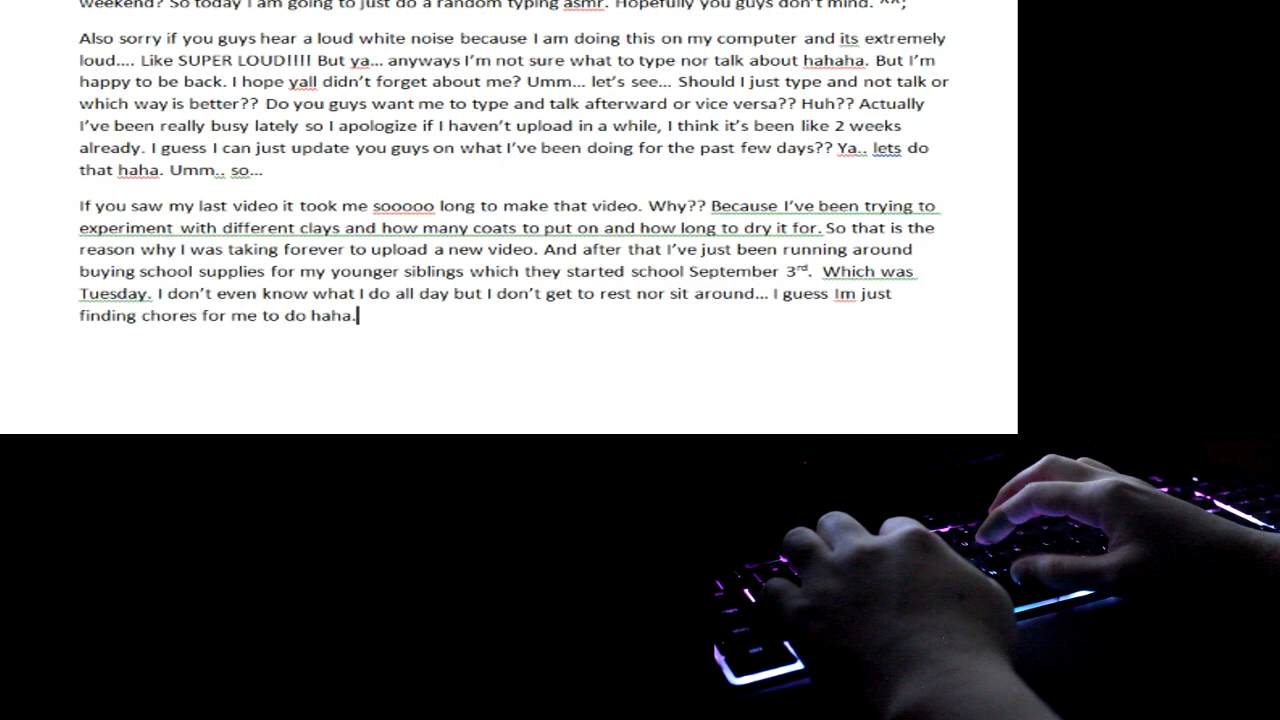 weekend? So today I am going to just do a random typing asmr. Hopefully you guys don't mind. ^^;
Also sorry if you guys hear a loud white noise because I am doing this on my computer and its extremely
loud.... Like SUPER LOUD!!!! But ya... anyways I'm not sure what to type nor talk about hahaha. But I'm
happy to be back. I hope yall didn't forget about me? Umm... let's see... Should I just type and not talk or
which way is better?? Do you guys want me to type and talk afterward or vice versa?? Huh?? Actually
I've been really busy lately so I apologize if I haven't upload in a while, I think it's been like 2 weeks
already. I guess I can just update you guys on what I've been doing for the past few days?? Ya.. lets do
that haha. Umm.. so...
If you saw my last video it took me sooooo long to make that video. Why?? Because I've been trying to
experiment with different clays and how many coats to put on and how long to dry it for. So that is the
reason why I was taking forever to upload a new video. And after that I've just been running around
buying school supplies for my younger siblings which they started school September 3rd. Which was
Tuesday. I don't even know what I do all day but I don't get to rest nor sit around... I guess Im just
finding chores for me to do haha.